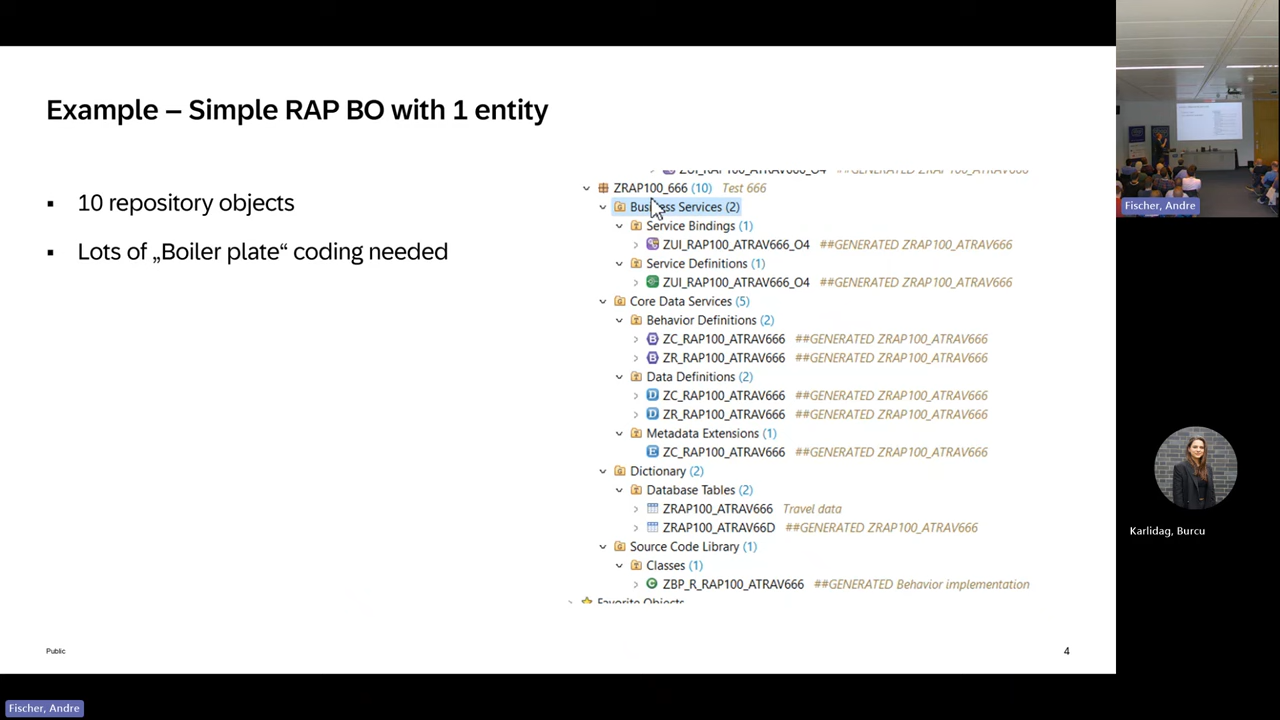 Example – Simple RAP BO with 1 entity
▪ 10 repository objects
▪ Lots of „Boiler plate“ coding needed
ZUI_RAP100_ATRAV666_O4 ##GENERATED ZRAP100_ATRAV666
ZRAP100_666 (10) Test 666
Business Services (2)
Service Bindings (1)
ZUI_RAP100_ATRAV666_O4 ##GENERATED ZRAP100_ATRAV666
Service Definitions (1)
ZUI_RAP100_ATRAV666_O4 ##GENERATED ZRAP100_ATRAV666
Core Data Services (5)
Behavior Definitions (2)
ZC_RAP100_ATRAV666 ##GENERATED ZRAP100_ATRAV666
ZR_RAP100_ATRAV666 ##GENERATED ZRAP100_ATRAV666
Data Definitions (2)
ZC_RAP100_ATRAV666 ##GENERATED ZRAP100_ATRAV666
ZR_RAP100_ATRAV666 ##GENERATED ZRAP100_ATRAV666
Metadata Extensions (1)
ZC_RAP100_ATRAV666 ##GENERATED ZRAP100_ATRAV666
Dictionary (2)
Database Tables (2)
ZRAP100_ATRAV666 Travel data
ZRAP100_ATRAV66D ##GENERATED ZRAP100_ATRAV666
Source Code Library (1)
Classes (1)
ZBP_R_RAP100_ATRAV666 ##GENERATED Behavior implementation
Favorite Objects
Public
4
Fischer, Andre
Karlidag, Burcu
Fischer, Andre